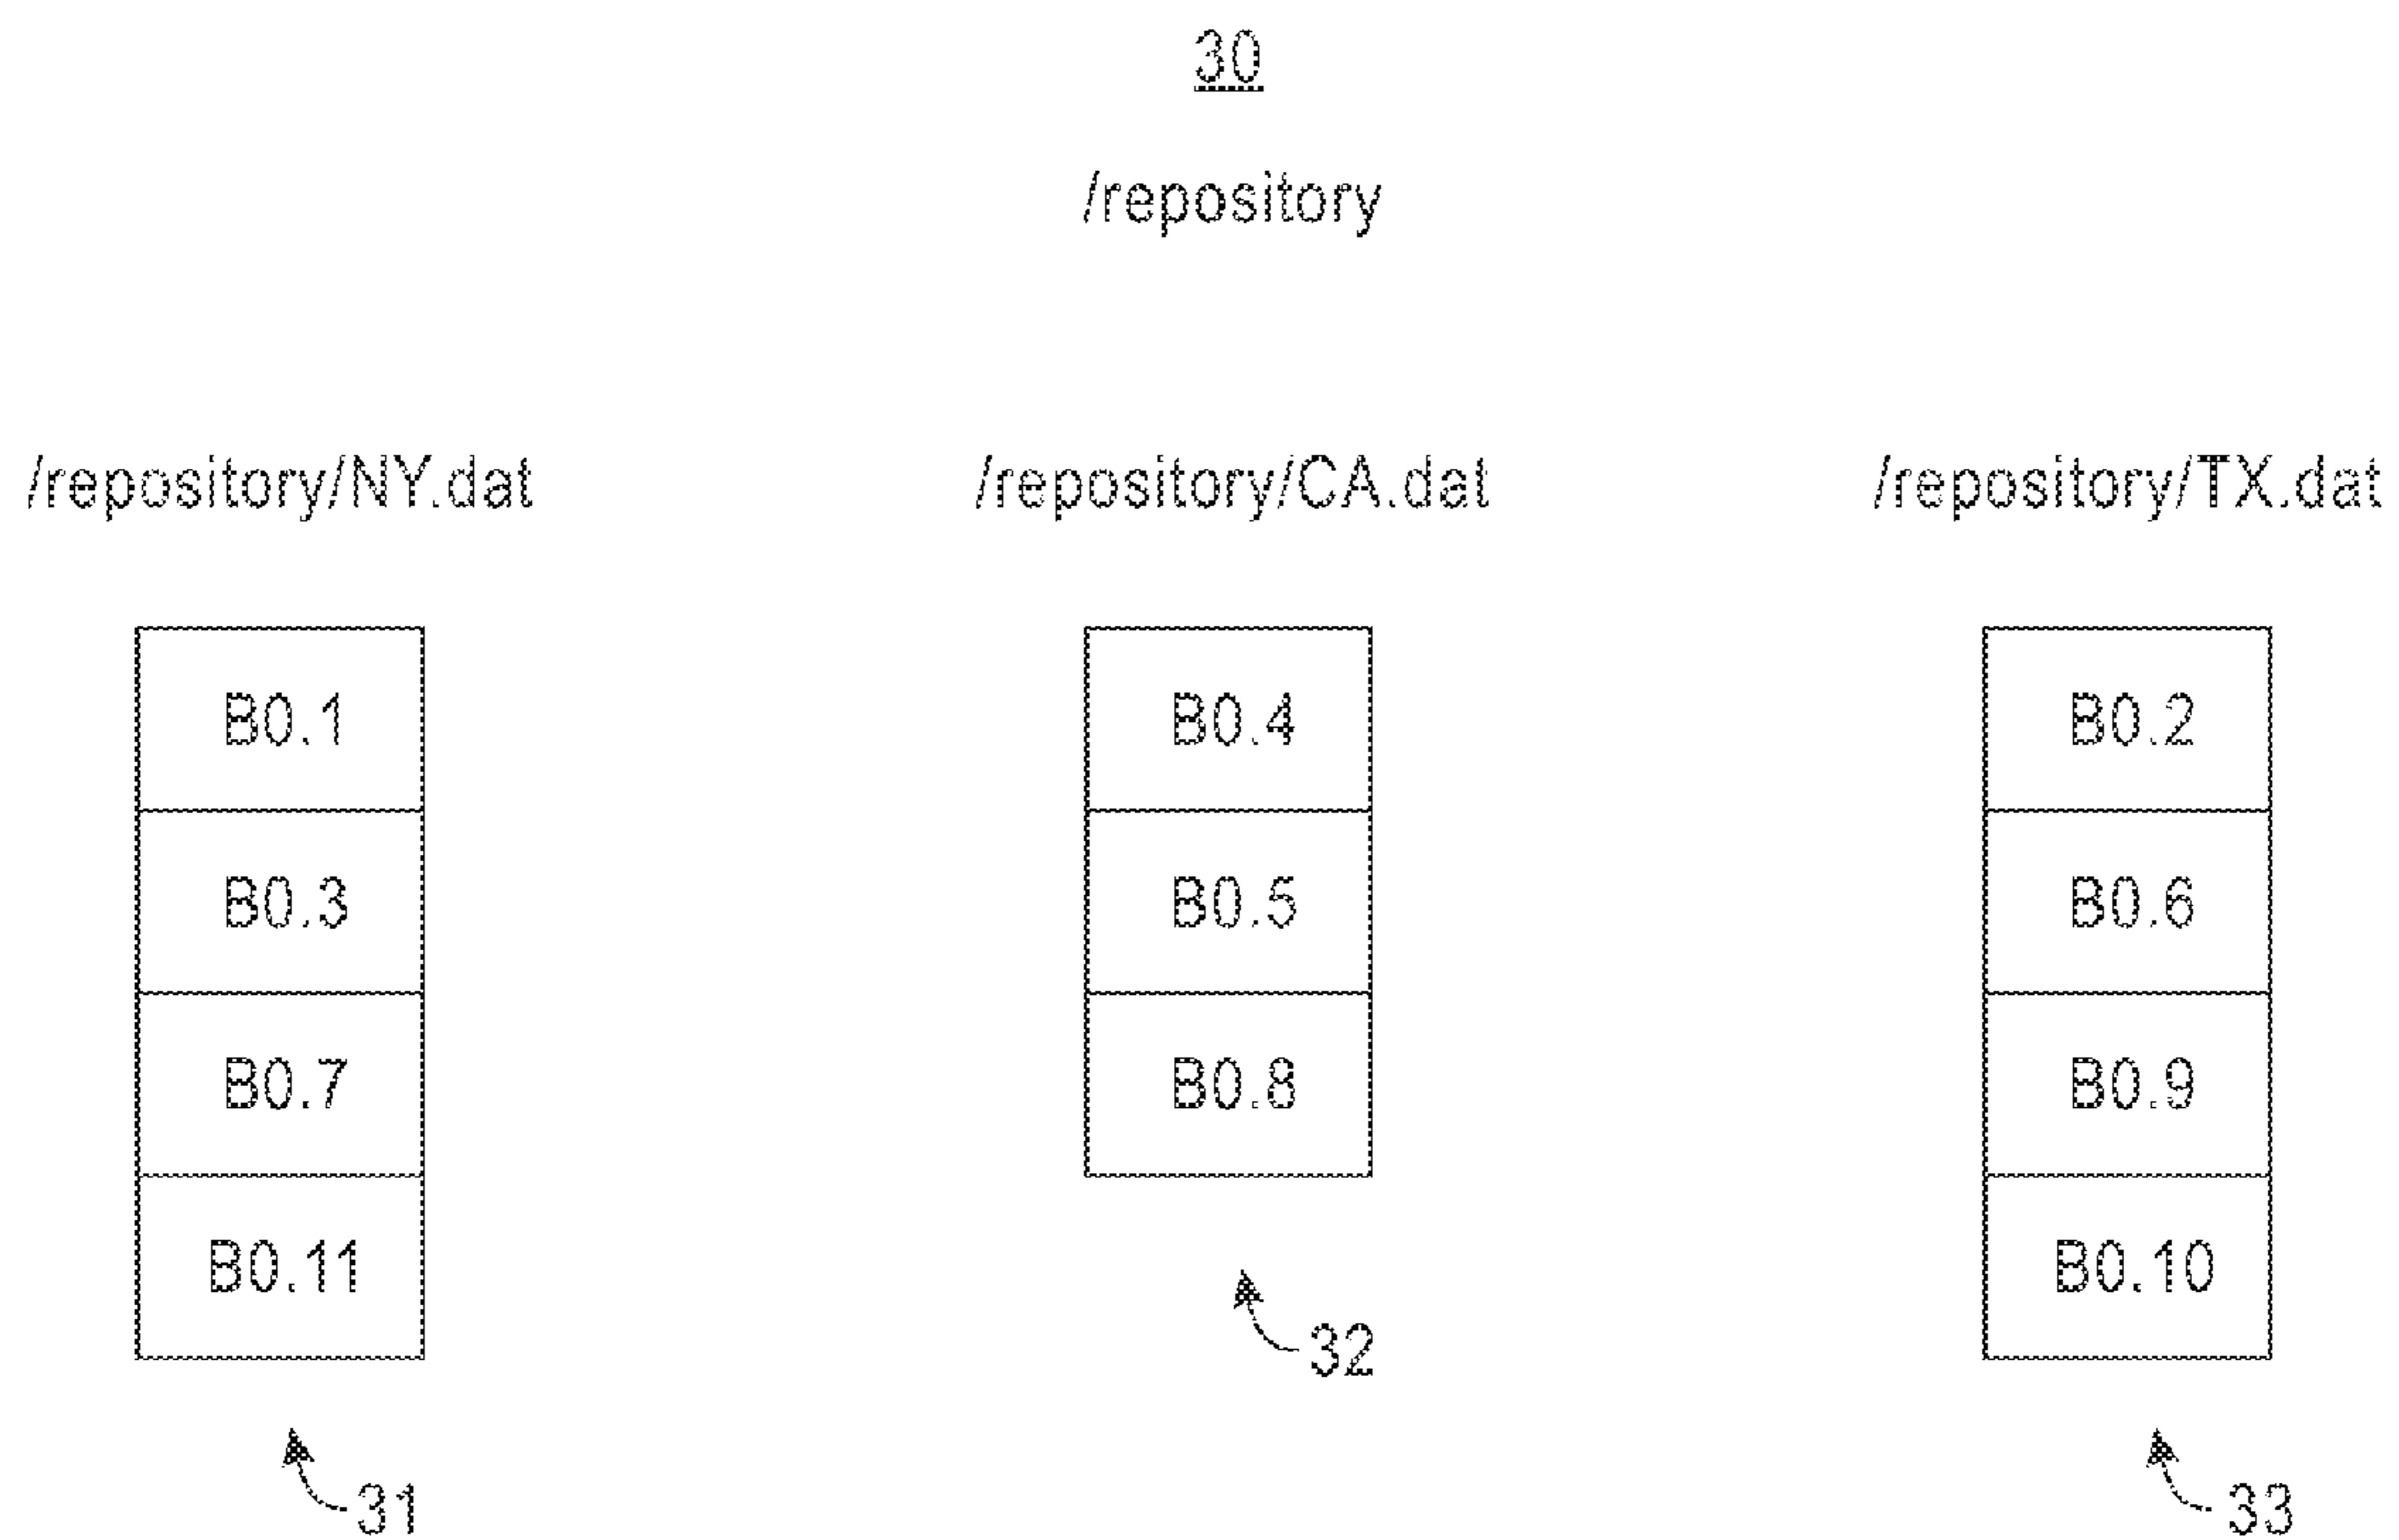 30
/repository
/repository/NY.dat
/repository/CA.dat
/repository/TX.dat
B0.1
B0.3
B0.7
B0.11
31
B0.4
B0.5
B0.8
32
B0.2
B0.6
B0.9
B0.10
33